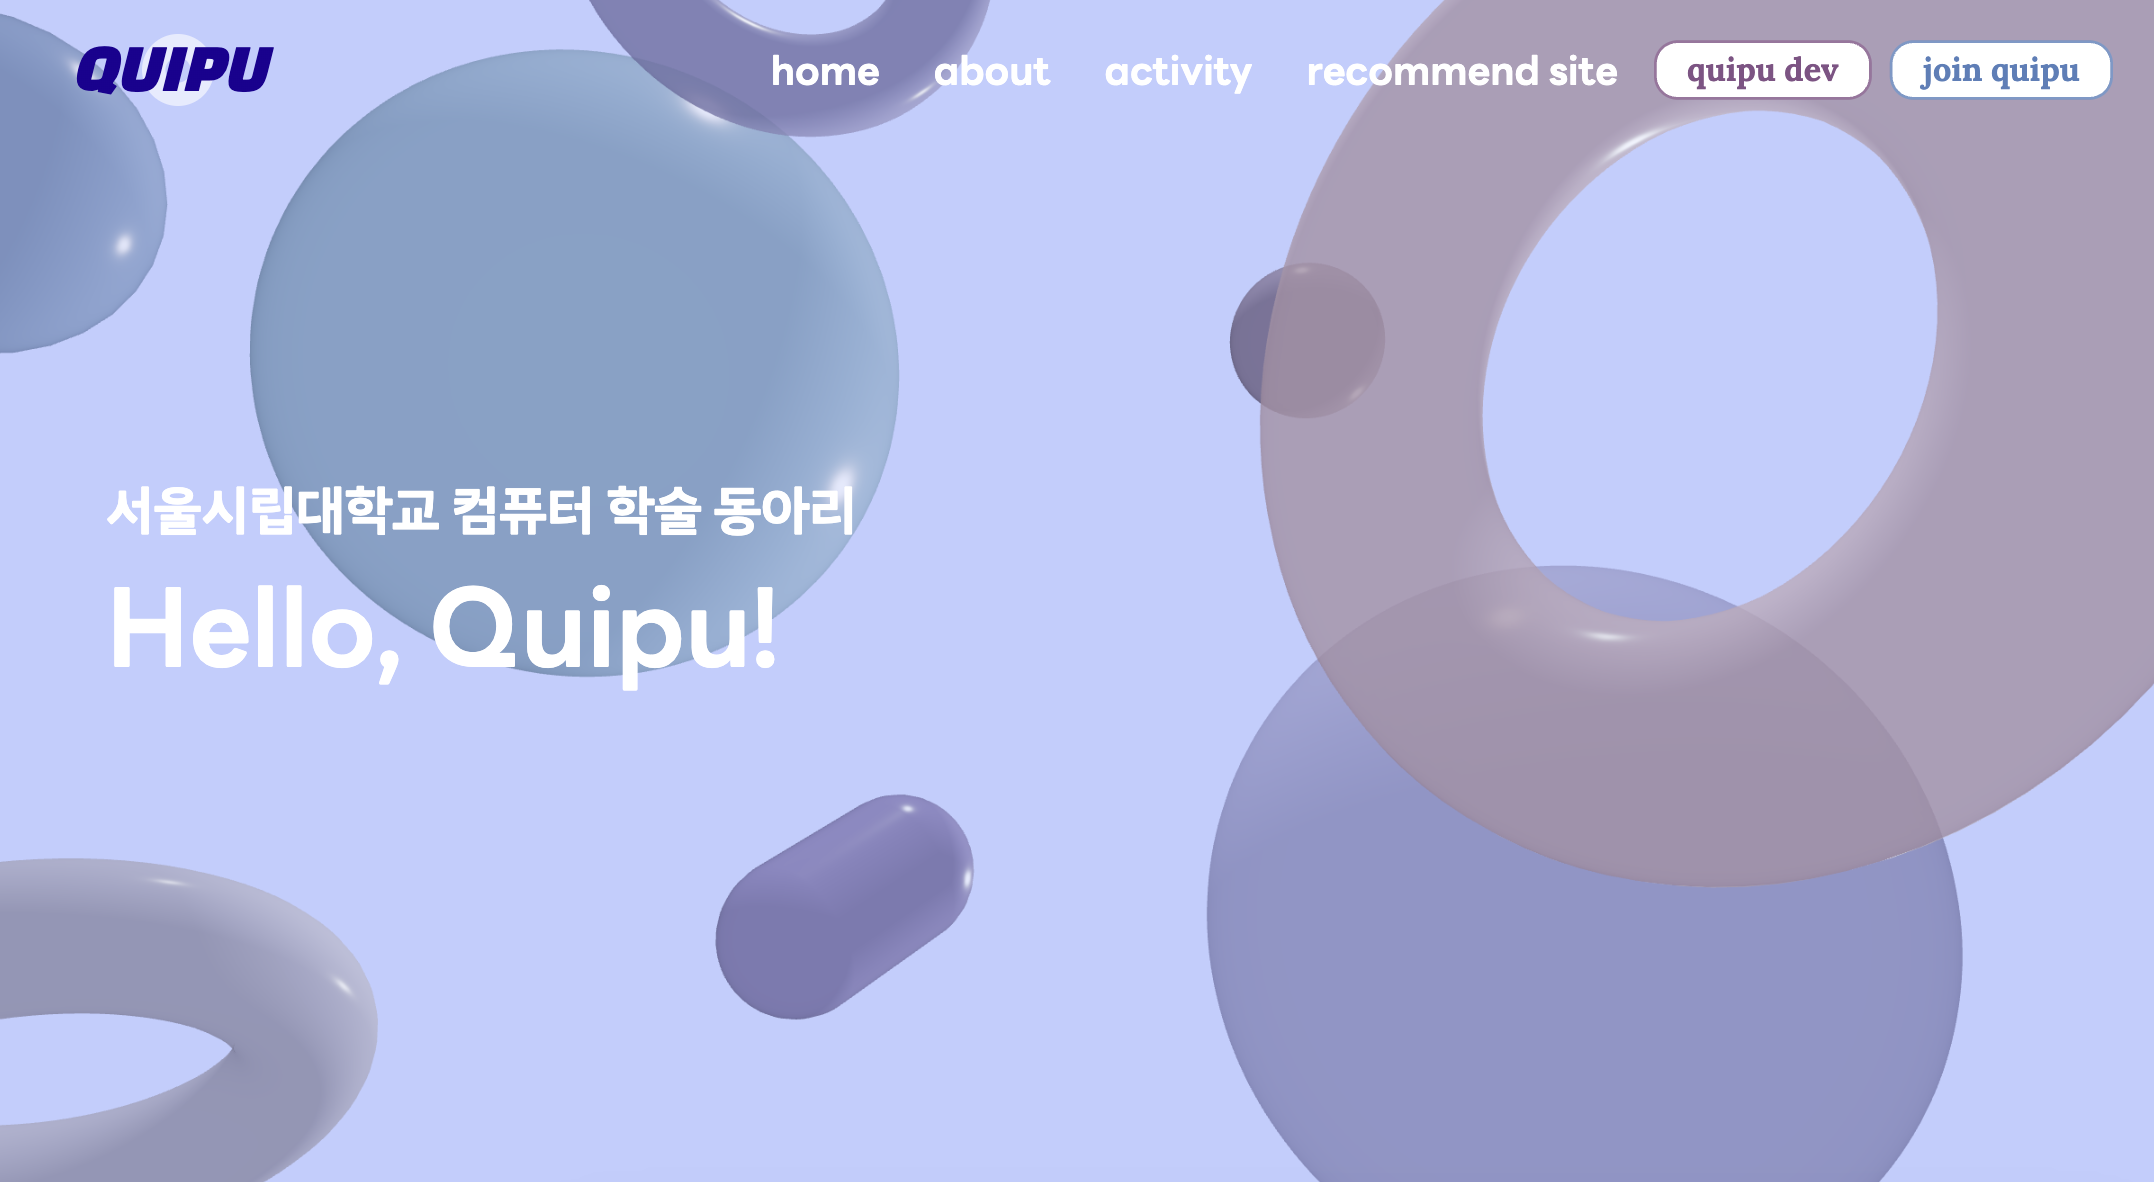 QUIPU
home about activity recommend site quipu dev join quipu
서울시립대학교 컴퓨터 학술 동아리
Hello, Quipu!